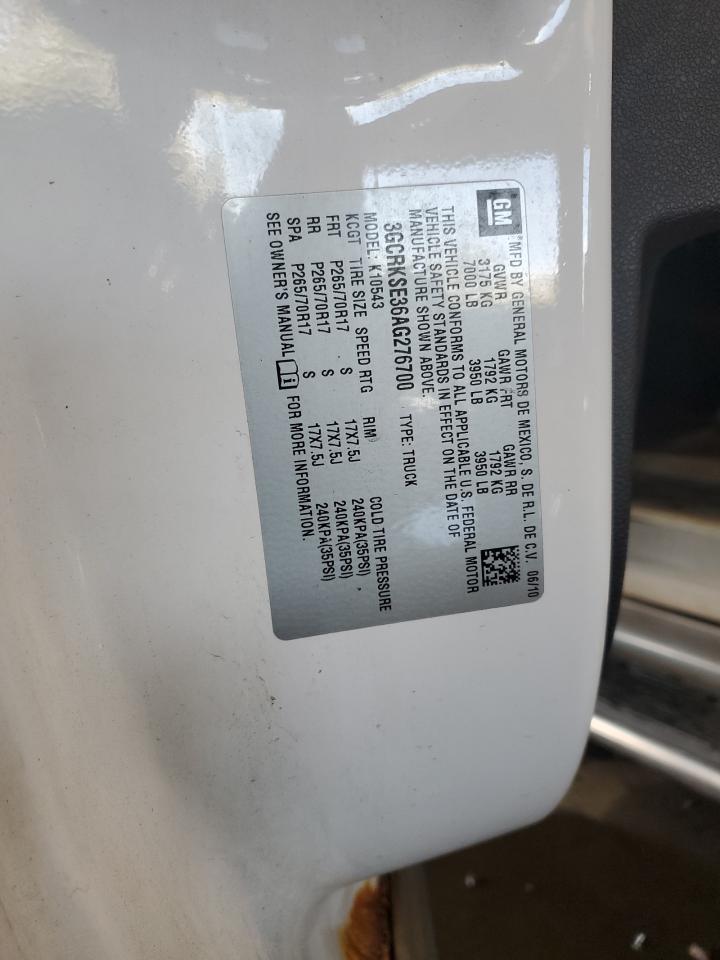 GM
MFD BY GENERAL MOTORS DE MEXICO, S. DE R.L. DE C.V. 06/10
GVWR GAWR FRT GAWR RR
3175 KG 1792 KG 1792 KG
7000 LB 3950 LB 3950 LB
THIS VEHICLE CONFORMS TO ALL APPLICABLE U.S. FEDERAL MOTOR
VEHICLE SAFETY STANDARDS IN EFFECT ON THE DATE OF
MANUFACTURE SHOWN ABOVE.
3GCRKSE36AG276700 TYPE: TRUCK
MODEL: K10543
KCGT TIRE SIZE SPEED RTG RIM COLD TIRE PRESSURE
FRT P265/70R17 S 17X7.5J 240KPA(35PSI)
RR P265/70R17 S 17X7.5J 240KPA(35PSI)
SPA P265/70R17 S 17X7.5J 240KPA(35PSI)
SEE OWNER'S MANUAL FOR MORE INFORMATION.